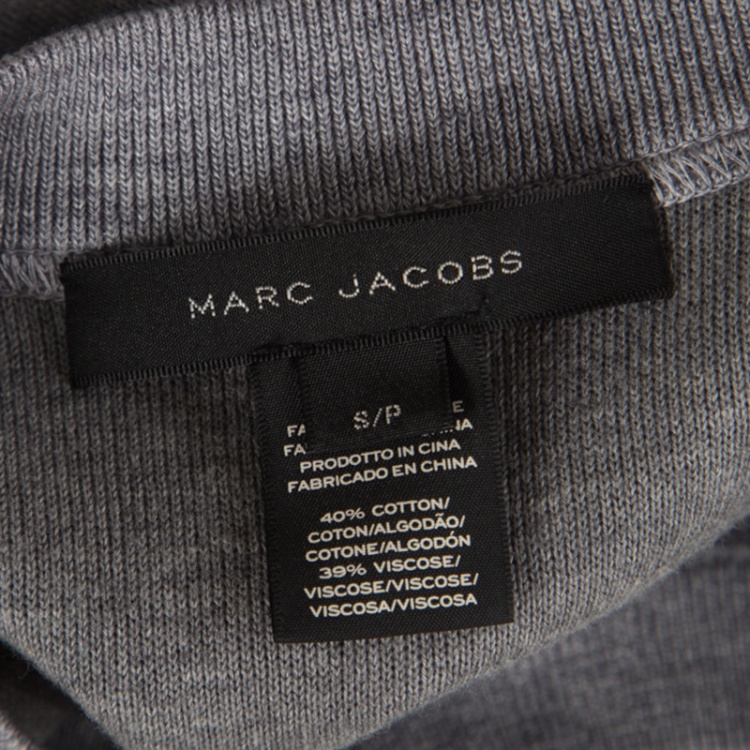 MARC JACOBS
S/P
PRODOTTO IN CINA
FABRICADO EN CHINA
40% COTTON/
COTON/ALGODÃO/
COTONE/ALGODÓN
39% VISCOSE/
VISCOSE/VISCOSE/
VISCOSA/VISCOSA